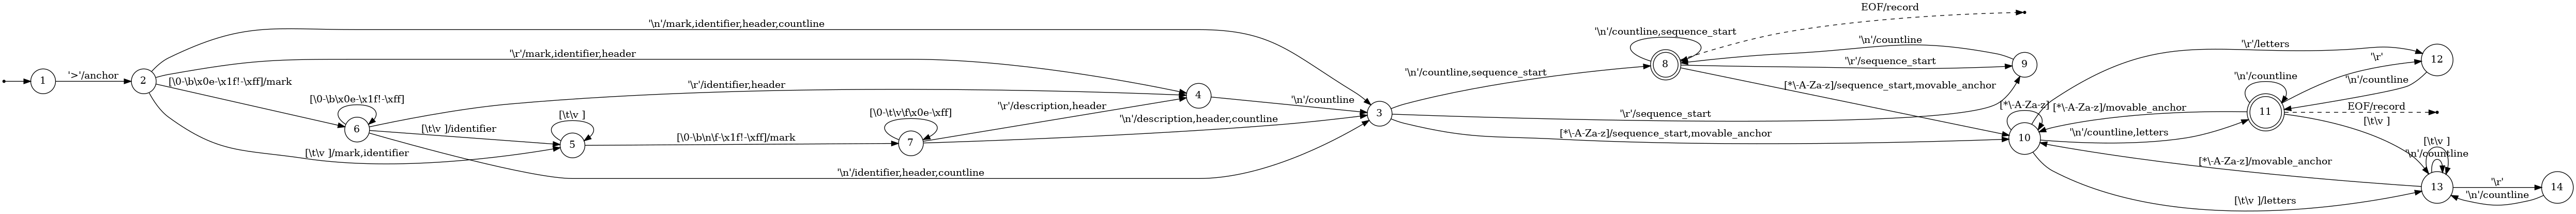 1
'>'/anchor
2
'\n'/mark,identifier,header,countline
'\r'/mark,identifier,header
[\0-\b\x0e-\x1f!-\xff]/mark
[\t\v ]/mark,identifier
6
[\0-\b\x0e-\x1f!-\xff]
'\r'/identifier,header
[\t\v ]/identifier
'\n'/identifier,header,countline
5
[\t\v ]
[\0-\b\n\f-\x1f!-\xff]/mark
7
[\0-\t\v\f\x0e-\xff]
'\r'/description,header
'\n'/description,header,countline
4
'\n'/countline
3
'\n'/countline,sequence_start
'\r'/sequence_start
[*\-A-Za-z]/sequence_start,movable_anchor
8
'\n'/countline,sequence_start
EOF/record
'\r'/sequence_start
[*\-A-Za-z]/sequence_start,movable_anchor
9
'\n'/countline
10
[*\-A-Za-z]
'\r'/letters
'\n'/countline,letters
[\t\v ]/letters
11
'\n'/countline
[*\-A-Za-z]/movable_anchor
'\r'
EOF/record
[\t\v ]
12
'\n'/countline
13
[\t\v ]
'\n'/countline
[*\-A-Za-z]/movable_anchor
'\r'
14
'\n'/countline